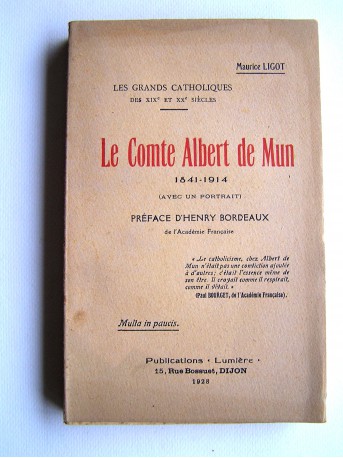 Maurice LIGOT
LES GRANDS CATHOLIQUES
DES XIXᵉ ET XXᵉ SIÈCLES
Le Comte Albert de Mun
1841-1914
(AVEC UN PORTRAIT)
PRÉFACE D'HENRY BORDEAUX
de l'Académie Française
« Le catholicisme, chez Albert de
Mun n'était pas une condition ajoutée
à d'autres: c'était l'essence même de
son être. Il croyait comme il respirait,
comme il était. »
(Paul BOURGET, de l'Académie Française).
Multa in paucis.
Publications « Lumière »
15, Rue Bossuet, DIJON
1928